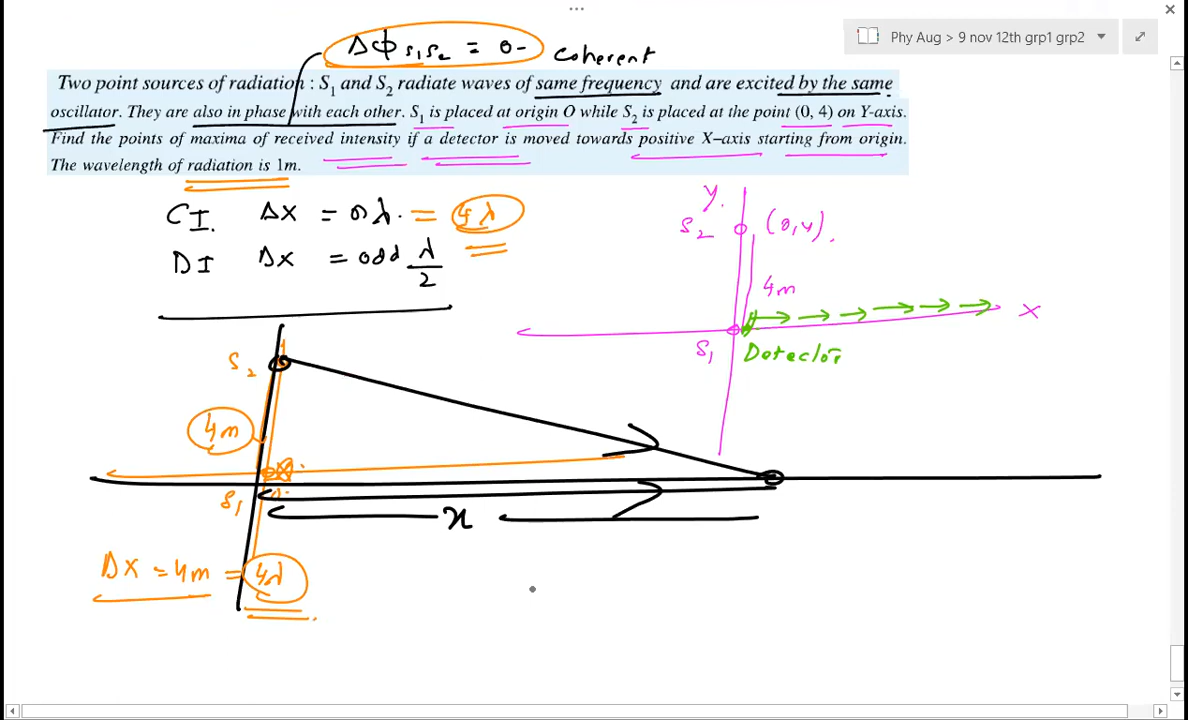 Phy Aug > 9 nov 12th grp1 grp2
Δϕ s₁s₂ = 0 coherent
Two point sources of radiation : S₁ and S₂ radiate waves of same frequency and are excited by the same
oscillator. They are also in phase with each other. S₁ is placed at origin O while S₂ is placed at the point (0, 4) on Y-axis.
Find the points of maxima of received intensity if a detector is moved towards positive X–axis starting from origin.
The wavelength of radiation is 1m.
CI. ΔX = nλ. = 4λ
DI ΔX = odd λ/2
Y.
S₂ (0,4).
4m
X
S₁
Detector
S₂
4m
S₁
x
ΔX = 4m = 4λ